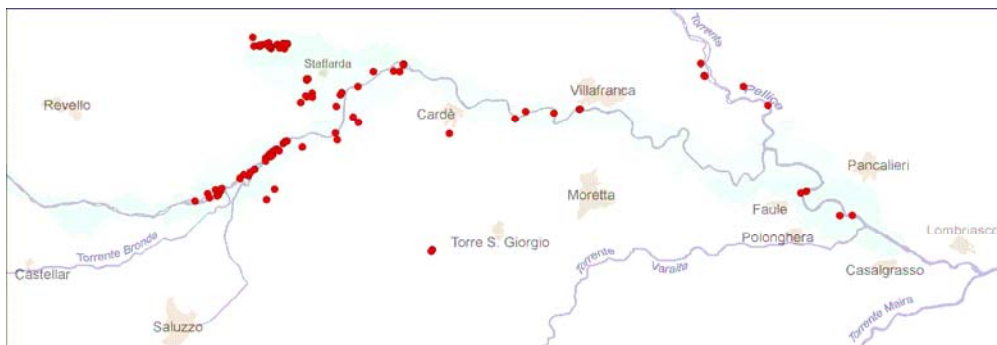 Torrente
Staffarda
Revello
Villafranca
Pellice
Cardè
Pancalieri
Moretta
Faule
Torre S. Giorgio
Polonghera
Lombriasco
Torrente Bronda
Torrente
Varaita
Castellar
Casalgrasso
Torrente Maira
Saluzzo